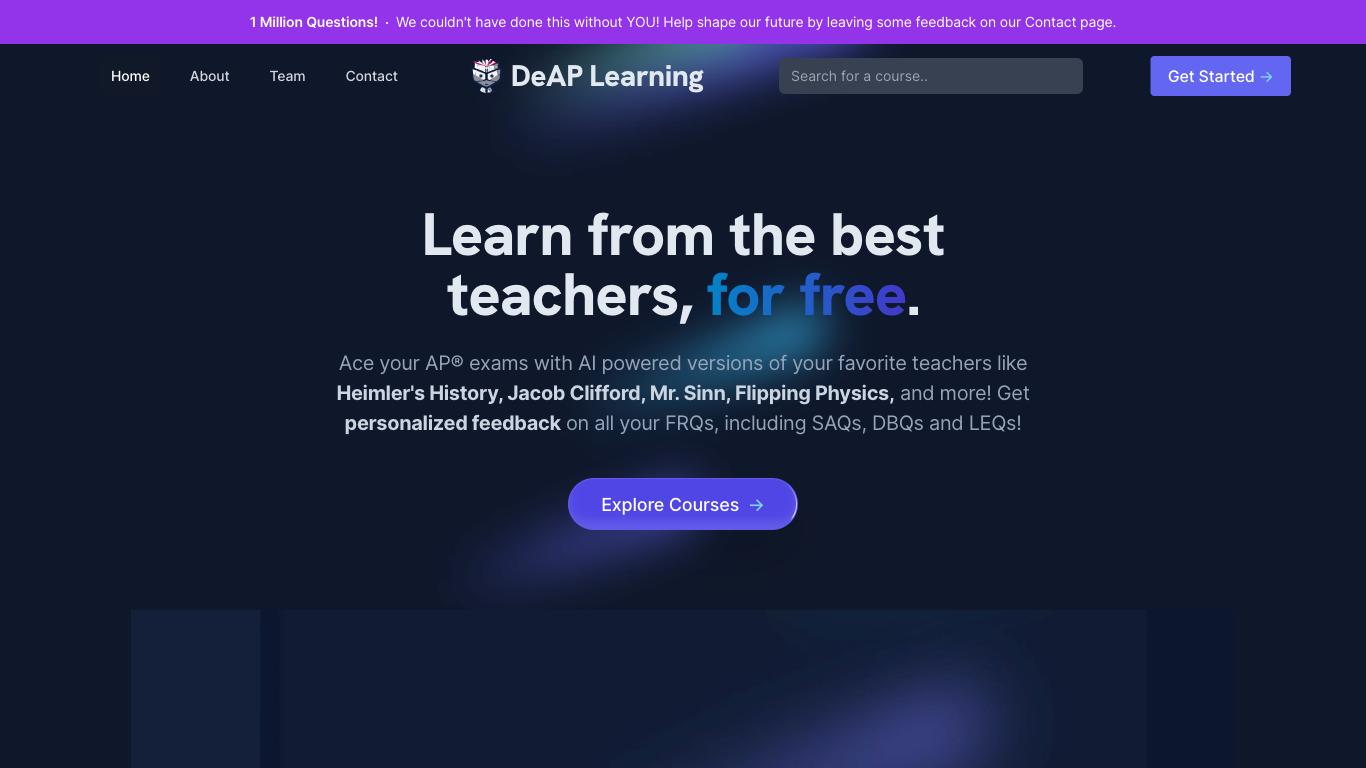 1 Million Questions! · We couldn't have done this without YOU! Help shape our future by leaving some feedback on our Contact page.
Home About Team Contact DeAP Learning Search for a course.. Get Started →
Learn from the best
teachers, for free.
Ace your AP® exams with AI powered versions of your favorite teachers like
Heimler's History, Jacob Clifford, Mr. Sinn, Flipping Physics, and more! Get
personalized feedback on all your FRQs, including SAQs, DBQs and LEQs!
Explore Courses →